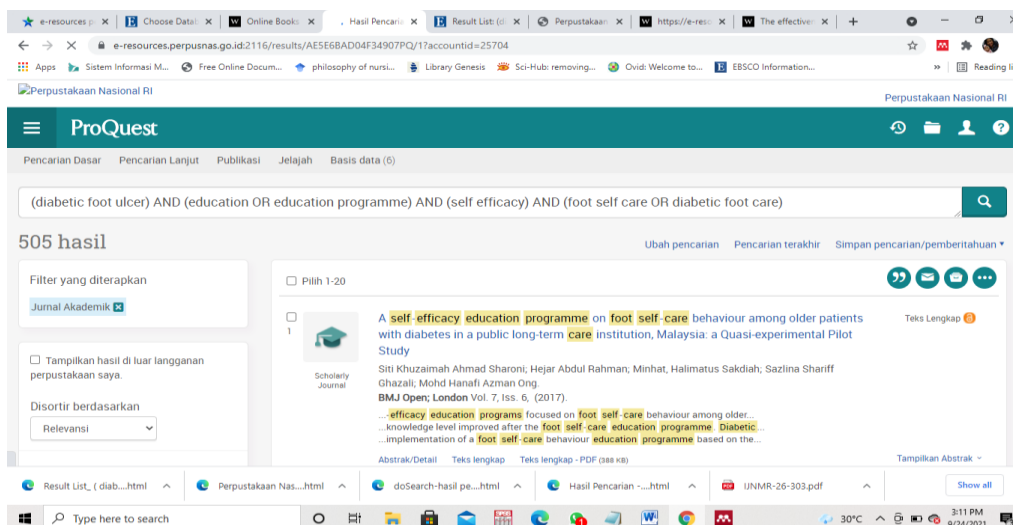 e-resources p
Choose Datab
Online Books
Hasil Pencaria
Result List: (di
Perpustakaan
https://e-reso
The effectiven
e-resources.perpusnas.go.id:2116/results/AE5E6BAD04F34907PQ/1?accountid=25704
Apps
Sistem Informasi M...
Free Online Docum...
philosophy of nursi...
Library Genesis
Sci-Hub: removing...
Ovid: Welcome to...
EBSCO Information...
»
Reading li
Perpustakaan Nasional RI
Perpustakaan Nasional RI
ProQuest
Pencarian Dasar
Pencarian Lanjut
Publikasi
Jelajah
Basis data (6)
(diabetic foot ulcer) AND (education OR education programme) AND (self efficacy) AND (foot self care OR diabetic foot care)
505 hasil
Ubah pencarian
Pencarian terakhir
Simpan pencarian/pemberitahuan
Filter yang diterapkan
Jurnal Akademik
Tampilkan hasil di luar langganan
perpustakaan saya.
Disortir berdasarkan
Relevansi
Pilih 1-20
1
Scholarly
Journal
A self-efficacy education programme on foot self-care behaviour among older patients
with diabetes in a public long-term care institution, Malaysia: a Quasi-experimental Pilot
Study
Teks Lengkap
Siti Khuzaimah Ahmad Sharoni; Hejar Abdul Rahman; Minhat, Halimatus Sakdiah; Sazlina Shariff
Ghazali; Mohd Hanafi Azman Ong.
BMJ Open; London Vol. 7, Iss. 6, (2017).
...-efficacy education programs focused on foot self-care behaviour among older...
...knowledge level improved after the foot self-care education programme. Diabetic...
...implementation of a foot self-care behaviour education programme based on the...
Abstrak/Detail
Teks lengkap
Teks lengkap - PDF (388 KB)
Tampilkan Abstrak
Result List_ ( diab....html
Perpustakaan Nas....html
doSearch-hasil pe....html
Hasil Pencarian -....html
IJNMR-26-303.pdf
Show all
Type here to search
30°C
3:11 PM
9/24/2021